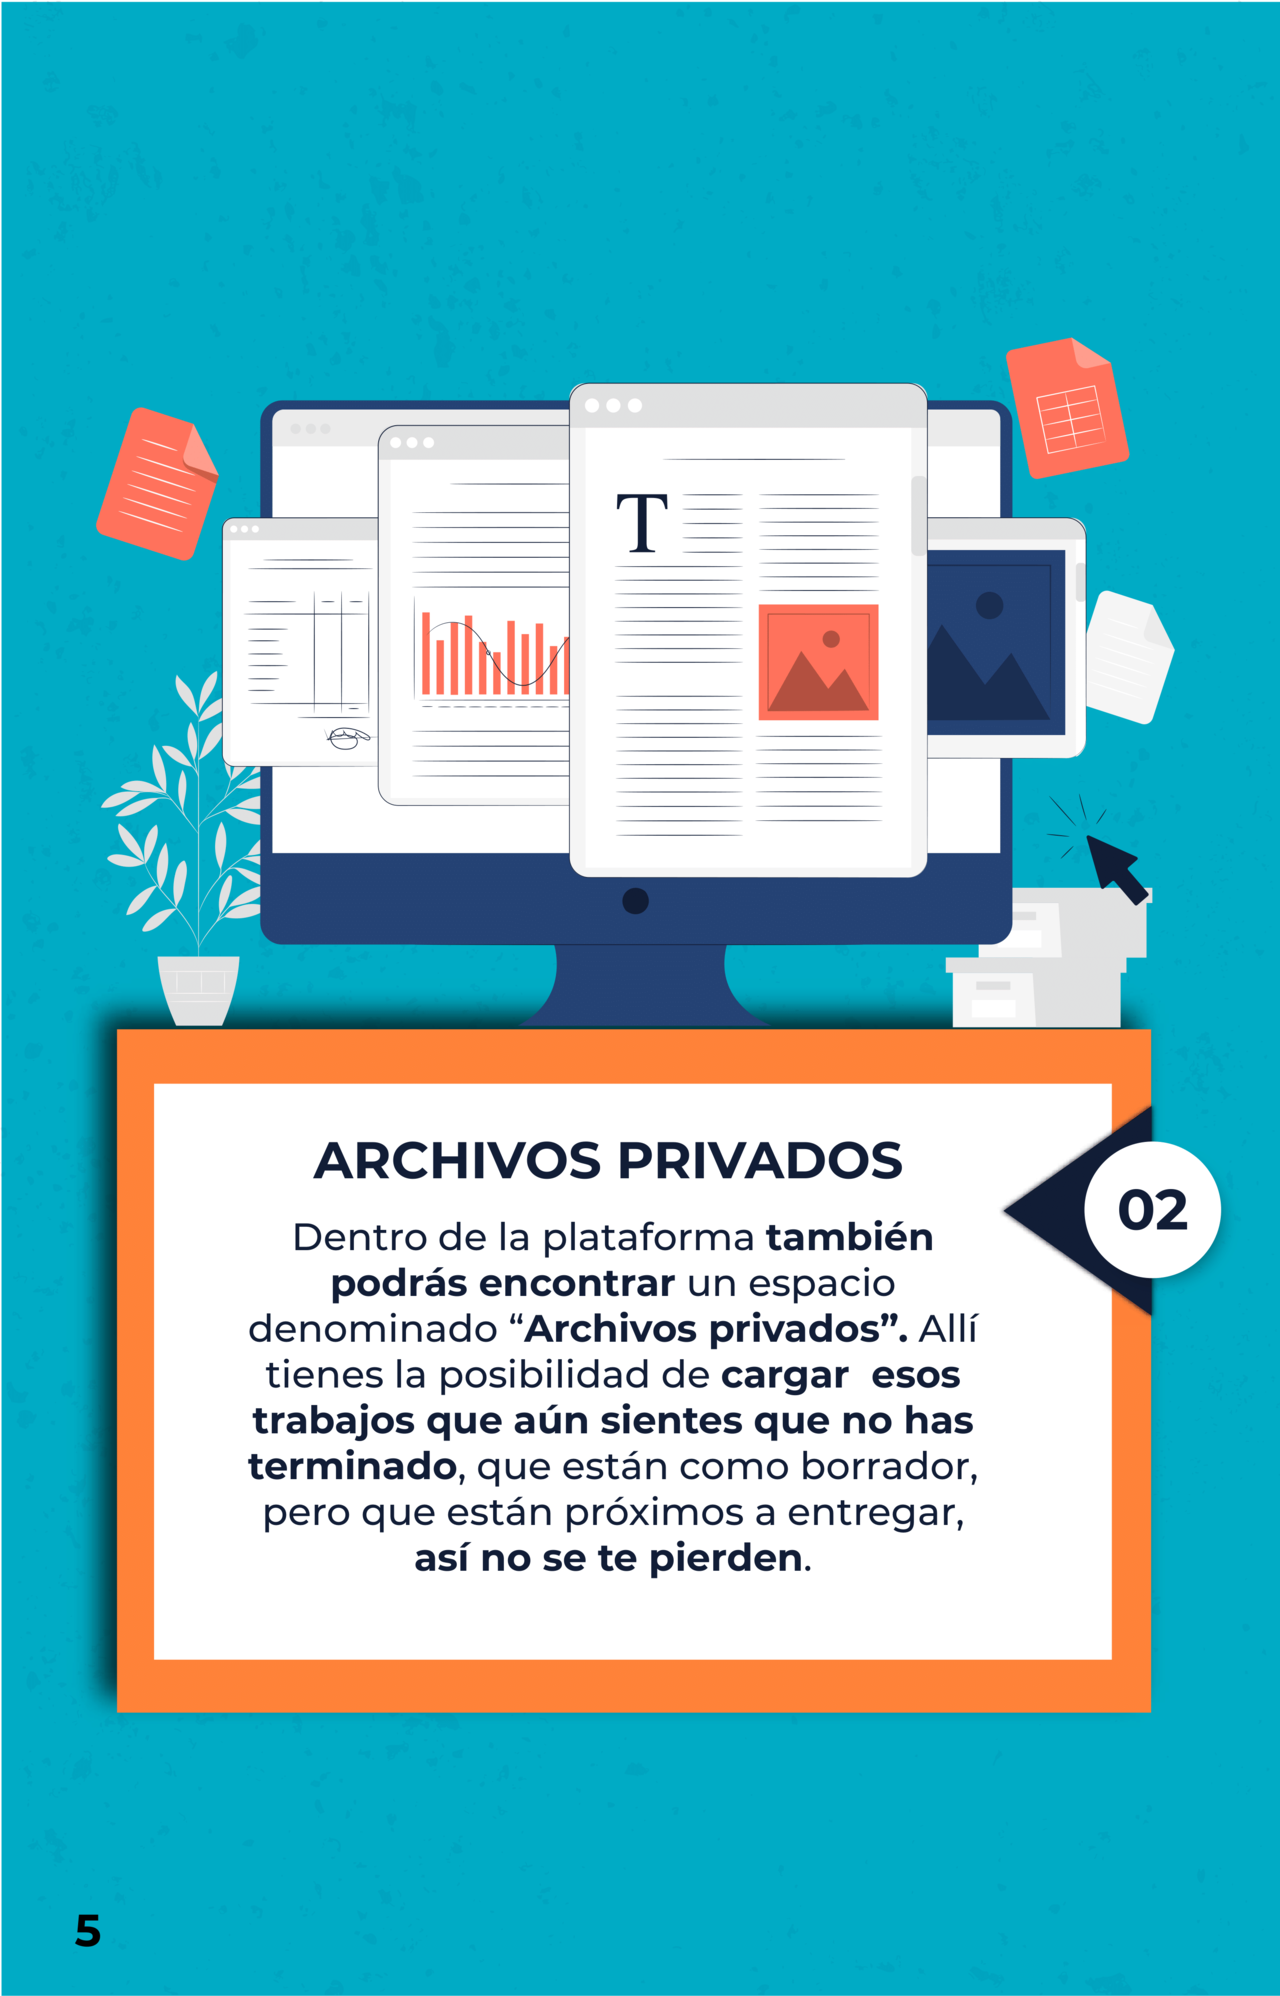 T
ARCHIVOS PRIVADOS
02
Dentro de la plataforma también
podrás encontrar un espacio
denominado “Archivos privados”. Allí
tienes la posibilidad de cargar  esos
trabajos que aún sientes que no has
terminado, que están como borrador,
pero que están próximos a entregar,
así no se te pierden.
5